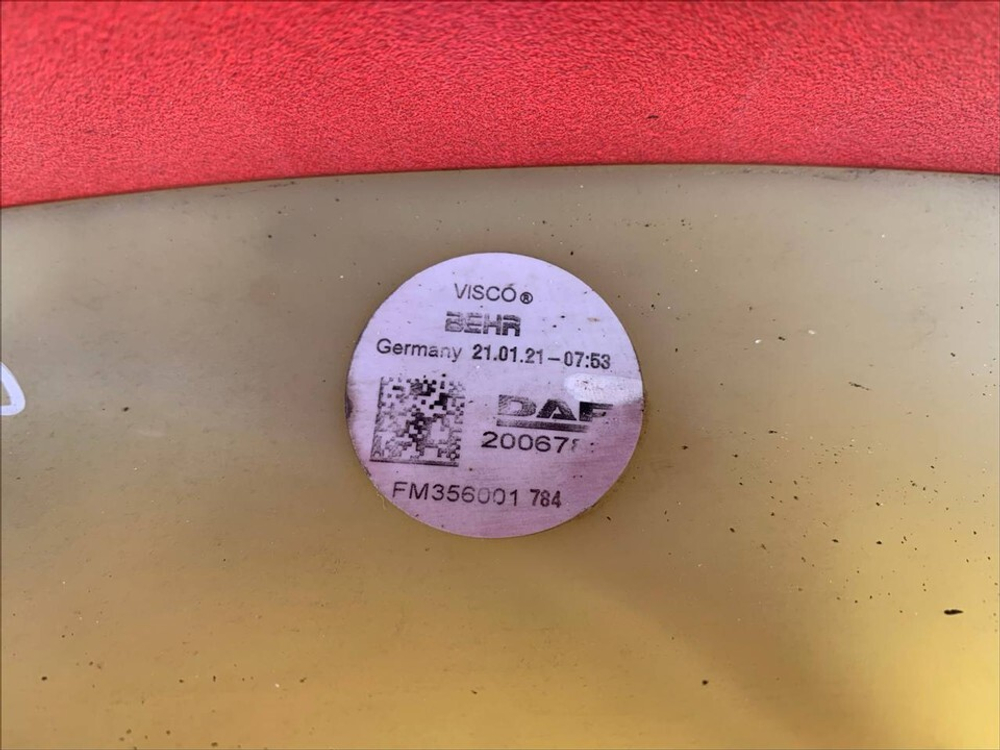 VISCO®
BEHR
Germany 21.01.21-07:53
DAF
FM356001 784